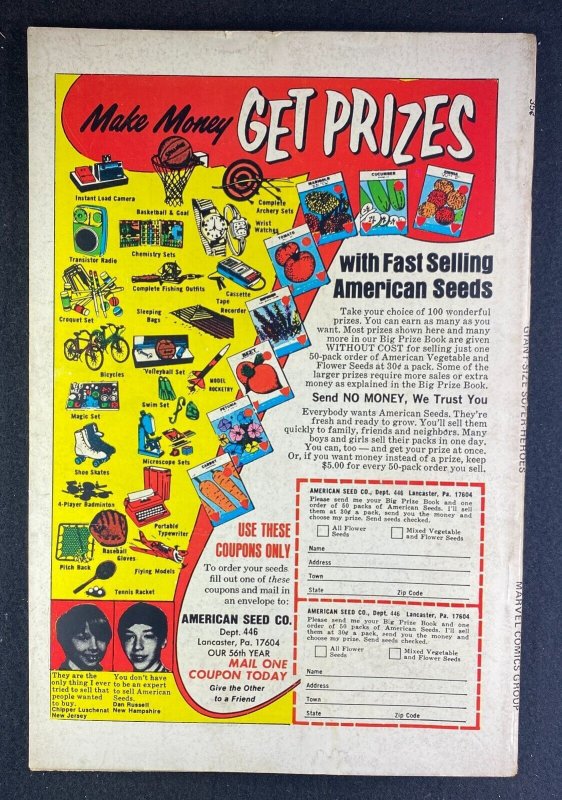 Make Money GET PRIZES
35¢
Instant Load Camera
Basketball & Goal
Complete
Archery Sets
Wrist
Watches
Transistor Radio
Chemistry Sets
Complete Fishing Outfits
Cassette
Tape
Recorder
Croquet Set
Sleeping
Bags
Bicycles
Volleyball Set
MODEL
ROCKETRY
Magic Set
Swim Set
Shoe Skates
Microscope Sets
4-Player Badminton
Portable
Typewriter
Pitch Back
Baseball
Gloves
Flying Models
Tennis Racket
CUCUMBER
TOMATO
BEET
CARROT
with Fast Selling
American Seeds
Take your choice of 100 wonderful
prizes. You can earn as many as you
want. Most prizes shown here and many
more in our Big Prize Book are given
WITHOUT COST for selling just one
50-pack order of American Vegetable and
Flower Seeds at 30¢ a pack. Some of the
larger prizes require more sales or extra
money as explained in the Big Prize Book.
Send NO MONEY, We Trust You
Everybody wants American Seeds. They're
fresh and ready to grow. You'll sell them
quickly to family, friends and neighbors. Many
boys and girls sell their packs in one day.
You can, too — and get your prize at once.
Or, if you want money instead of a prize, keep
$5.00 for every 50-pack order you sell.
USE THESE
COUPONS ONLY
To order your seeds
fill out one of these
coupons and mail in
an envelope to:
AMERICAN SEED CO.
Dept. 446
Lancaster, Pa. 17604
OUR 56th YEAR
MAIL ONE
COUPON TODAY
Give the Other
to a Friend
AMERICAN SEED CO., Dept. 446 Lancaster, Pa. 17604
Please send me your Big Prize Book and one
order of 50 packs of American Seeds. I'll sell
them at 30¢ a pack, send you the money and
choose my prize. Send seeds checked.
All Flower
Seeds
Mixed Vegetable
and Flower Seeds
Name
Address
Town
State Zip Code
AMERICAN SEED CO., Dept. 446 Lancaster, Pa. 17604
Please send me your Big Prize Book and one
order of 50 packs of American Seeds. I'll sell
them at 30¢ a pack, send you the money and
choose my prize. Send seeds checked.
All Flower
Seeds
Mixed Vegetable
and Flower Seeds
Name
Address
Town
State Zip Code
They are the
only thing I ever
tried to sell that
people wanted
to buy.
Chipper Luschenat
New Jersey
You don't have
to be an expert
to sell American
Seeds.
Dan Russell
New Hampshire
GIANT-SIZE SUPER-HEROES
MARVEL COMICS GROUP